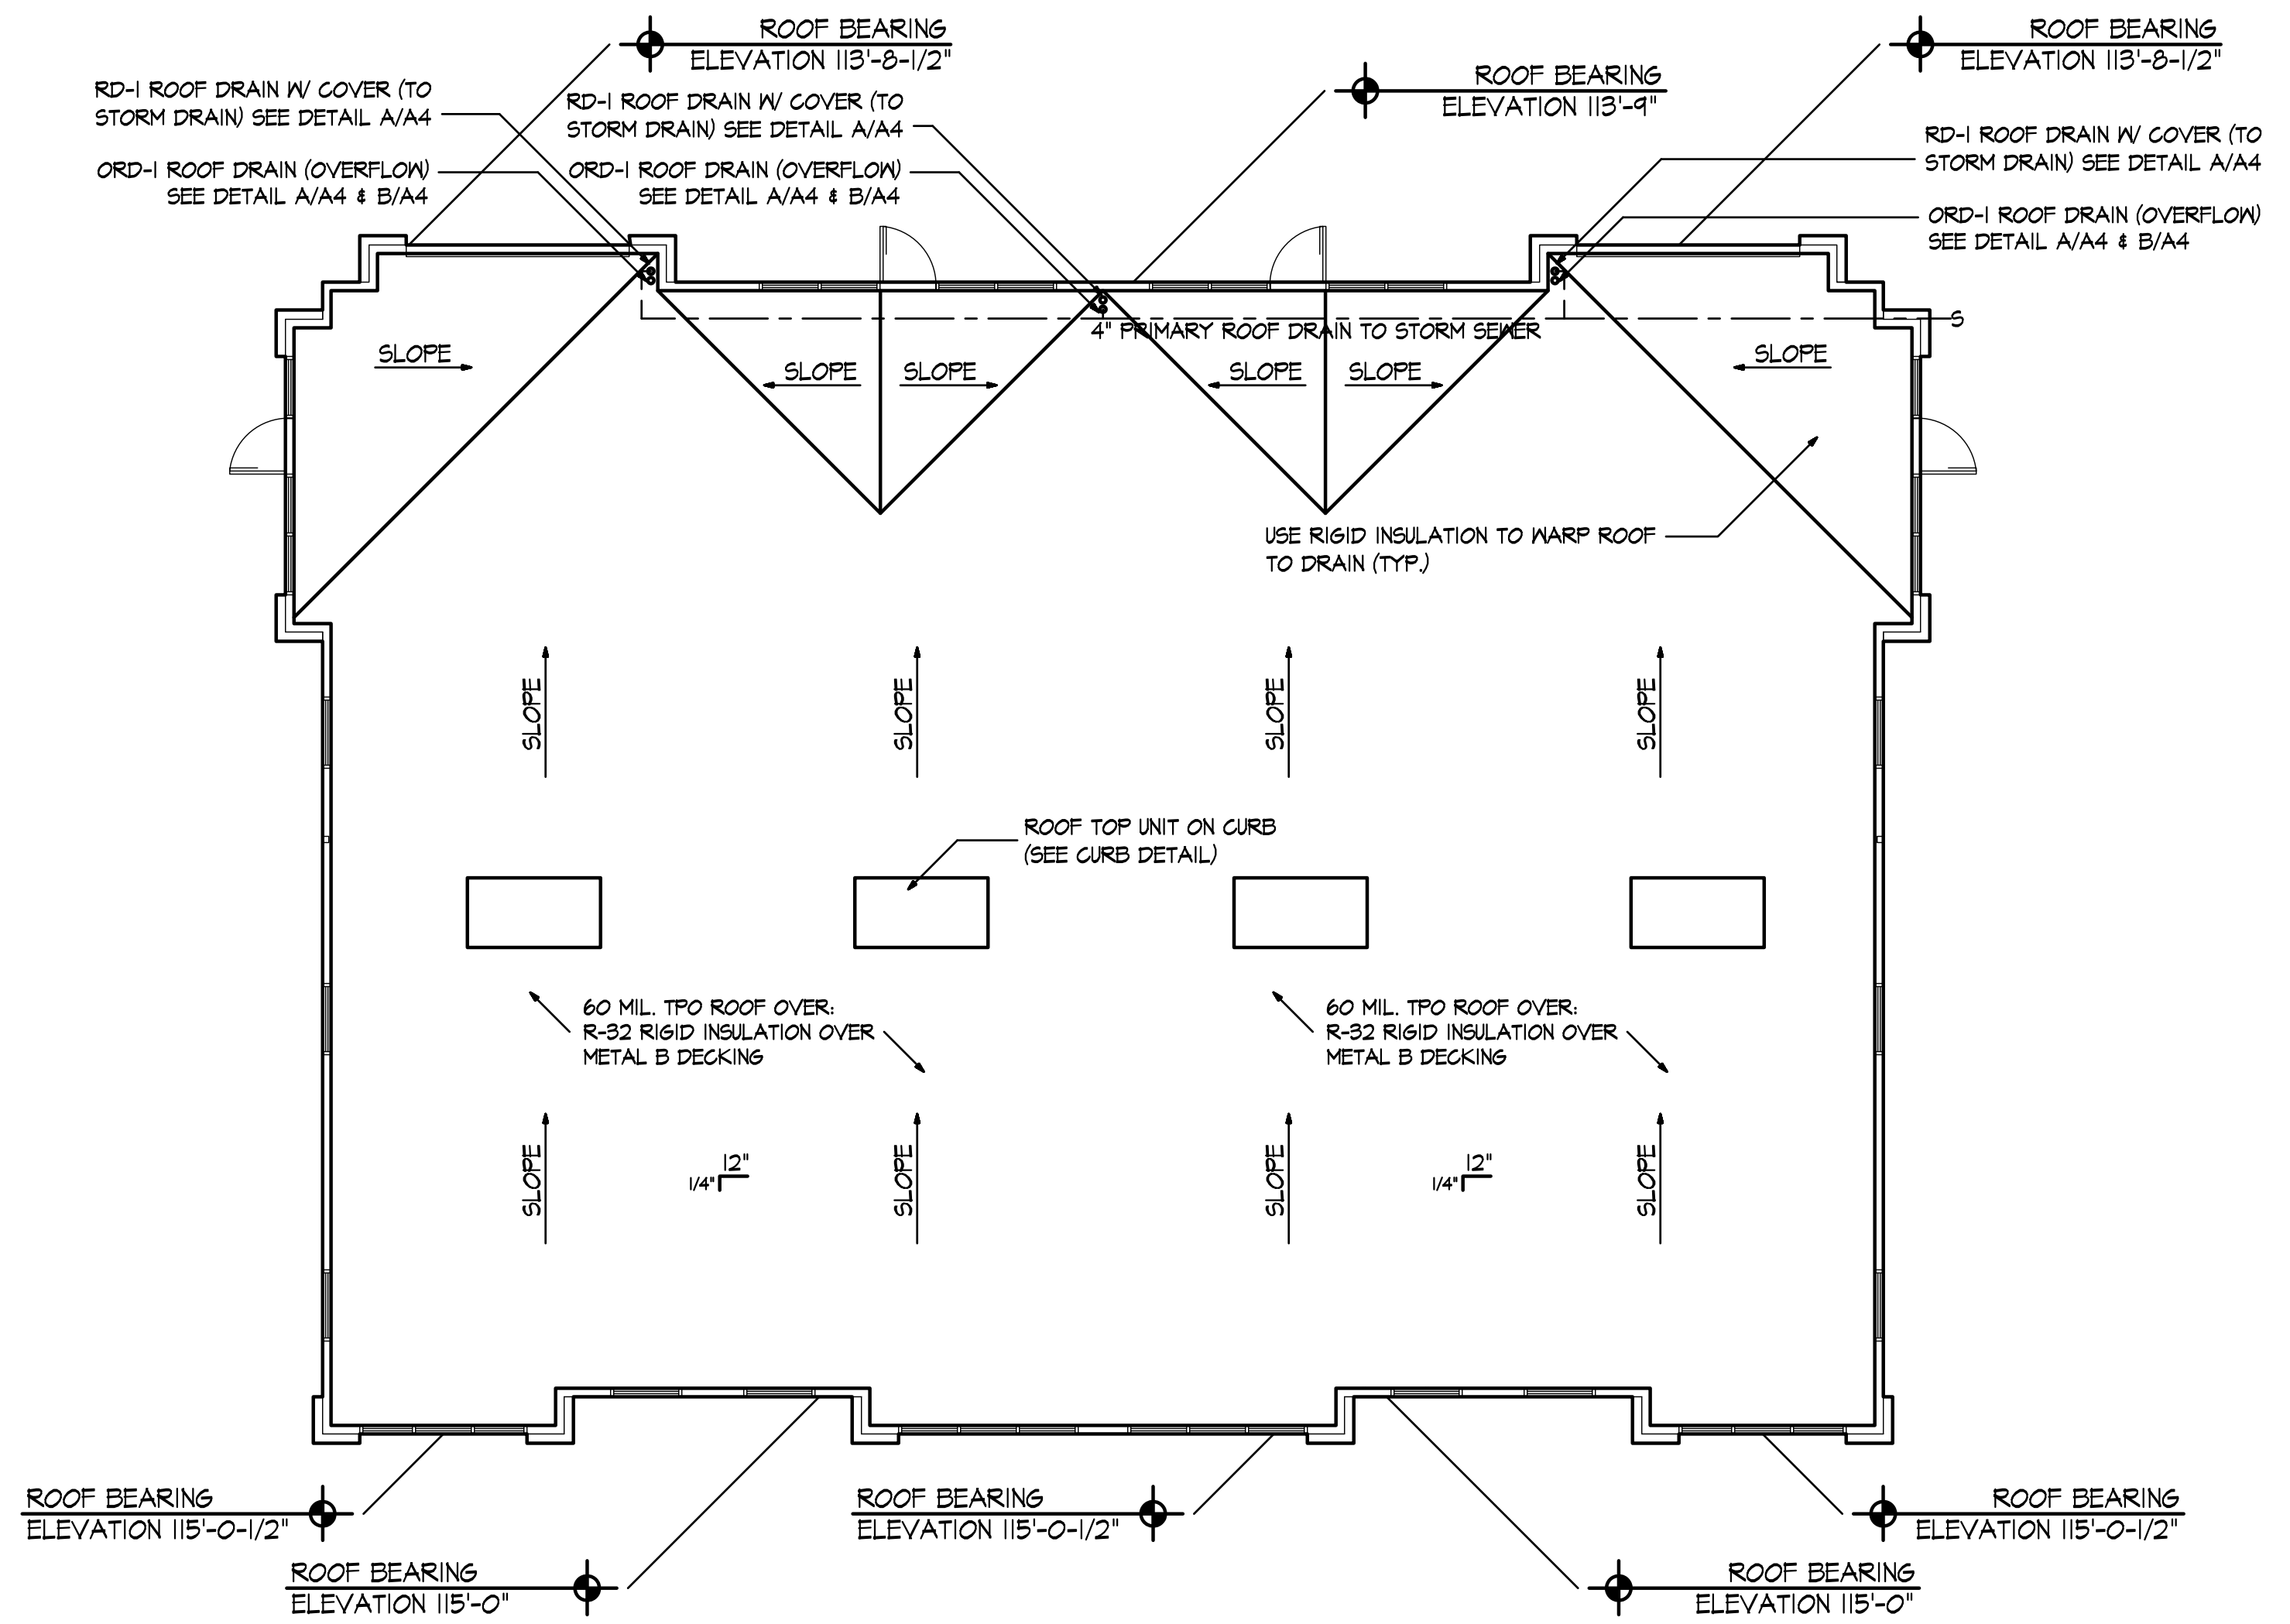 ROOF BEARING
ELEVATION 113'-8-1/2"
ROOF BEARING
ELEVATION 113'-8-1/2"
ROOF BEARING
ELEVATION 113'-9"
RD-1 ROOF DRAIN W/ COVER (TO
STORM DRAIN) SEE DETAIL A/A4
RD-1 ROOF DRAIN W/ COVER (TO
STORM DRAIN) SEE DETAIL A/A4
RD-1 ROOF DRAIN W/ COVER (TO
STORM DRAIN) SEE DETAIL A/A4
ORD-1 ROOF DRAIN (OVERFLOW)
SEE DETAIL A/A4 & B/A4
ORD-1 ROOF DRAIN (OVERFLOW)
SEE DETAIL A/A4 & B/A4
ORD-1 ROOF DRAIN (OVERFLOW)
SEE DETAIL A/A4 & B/A4
S
4" PRIMARY ROOF DRAIN TO STORM SEWER
SLOPE
SLOPE
SLOPE
SLOPE
SLOPE
SLOPE
USE RIGID INSULATION TO WARP ROOF
TO DRAIN (TYP.)
SLOPE
SLOPE
SLOPE
SLOPE
ROOF TOP UNIT ON CURB
(SEE CURB DETAIL)
60 MIL. TPO ROOF OVER:
R-32 RIGID INSULATION OVER
METAL B DECKING
60 MIL. TPO ROOF OVER:
R-32 RIGID INSULATION OVER
METAL B DECKING
SLOPE
12"
1/4"
SLOPE
SLOPE
12"
1/4"
SLOPE
ROOF BEARING
ELEVATION 115'-0-1/2"
ROOF BEARING
ELEVATION 115'-0-1/2"
ROOF BEARING
ELEVATION 115'-0-1/2"
ROOF BEARING
ELEVATION 115'-0"
ROOF BEARING
ELEVATION 115'-0"